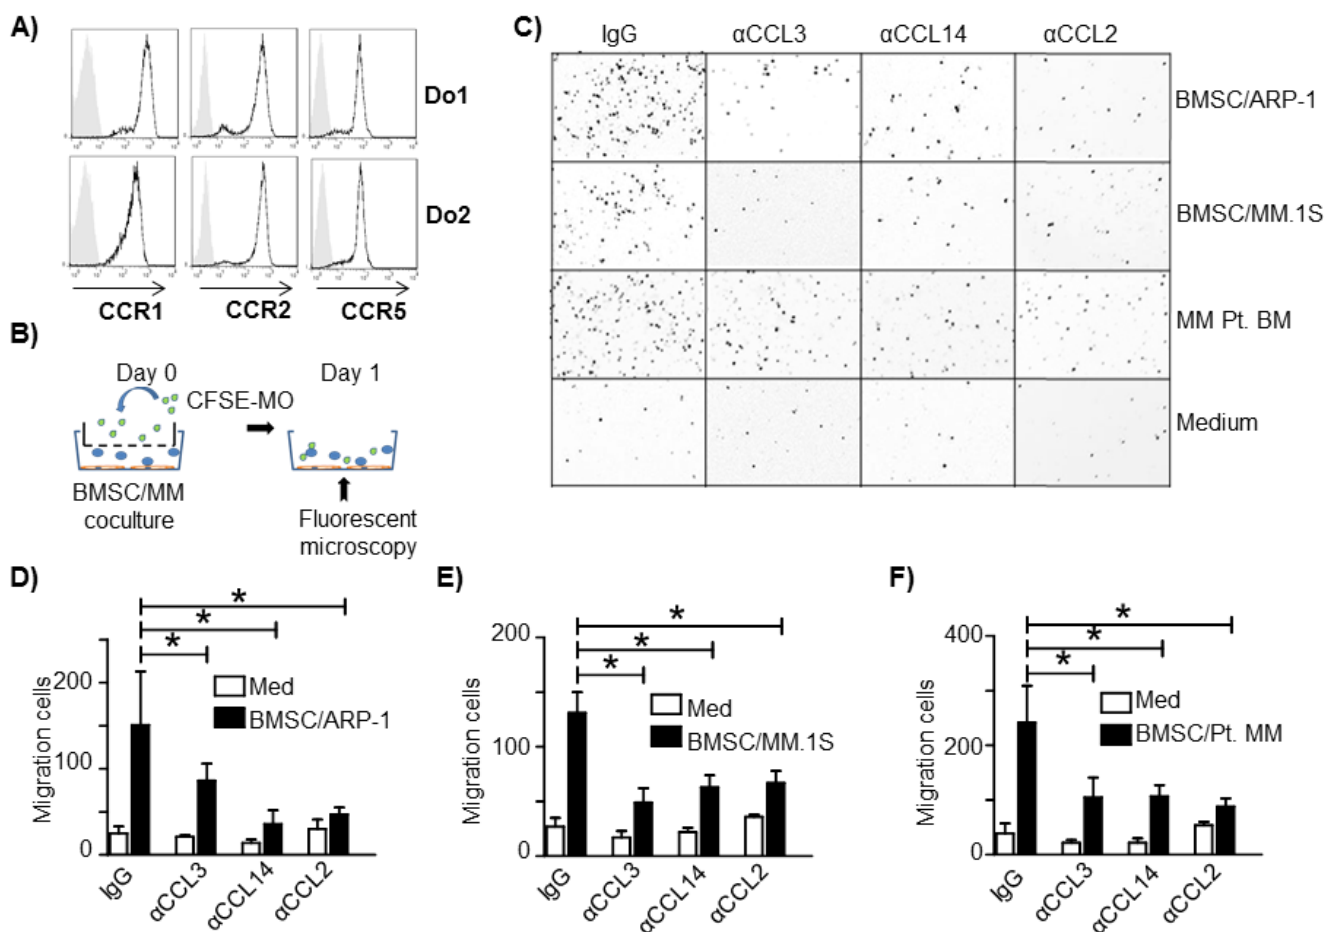 A)
Do1
Do2
CCR1 CCR2 CCR5
B)
Day 0 Day 1
CFSE-MO
BMSC/MM
coculture
Fluorescent
microscopy
C)
IgG αCCL3 αCCL14 αCCL2
BMSC/ARP-1
BMSC/MM.1S
MM Pt. BM
Medium
D)
* 
*
*
Migration cells
200
100
0
Med
BMSC/ARP-1
IgG αCCL3 αCCL14 αCCL2
E)
*
*
*
Migration cells
200
100
0
Med
BMSC/MM.1S
IgG αCCL3 αCCL14 αCCL2
F)
*
*
*
Migration cells
400
200
0
Med
BMSC/Pt. MM
IgG αCCL3 αCCL14 αCCL2